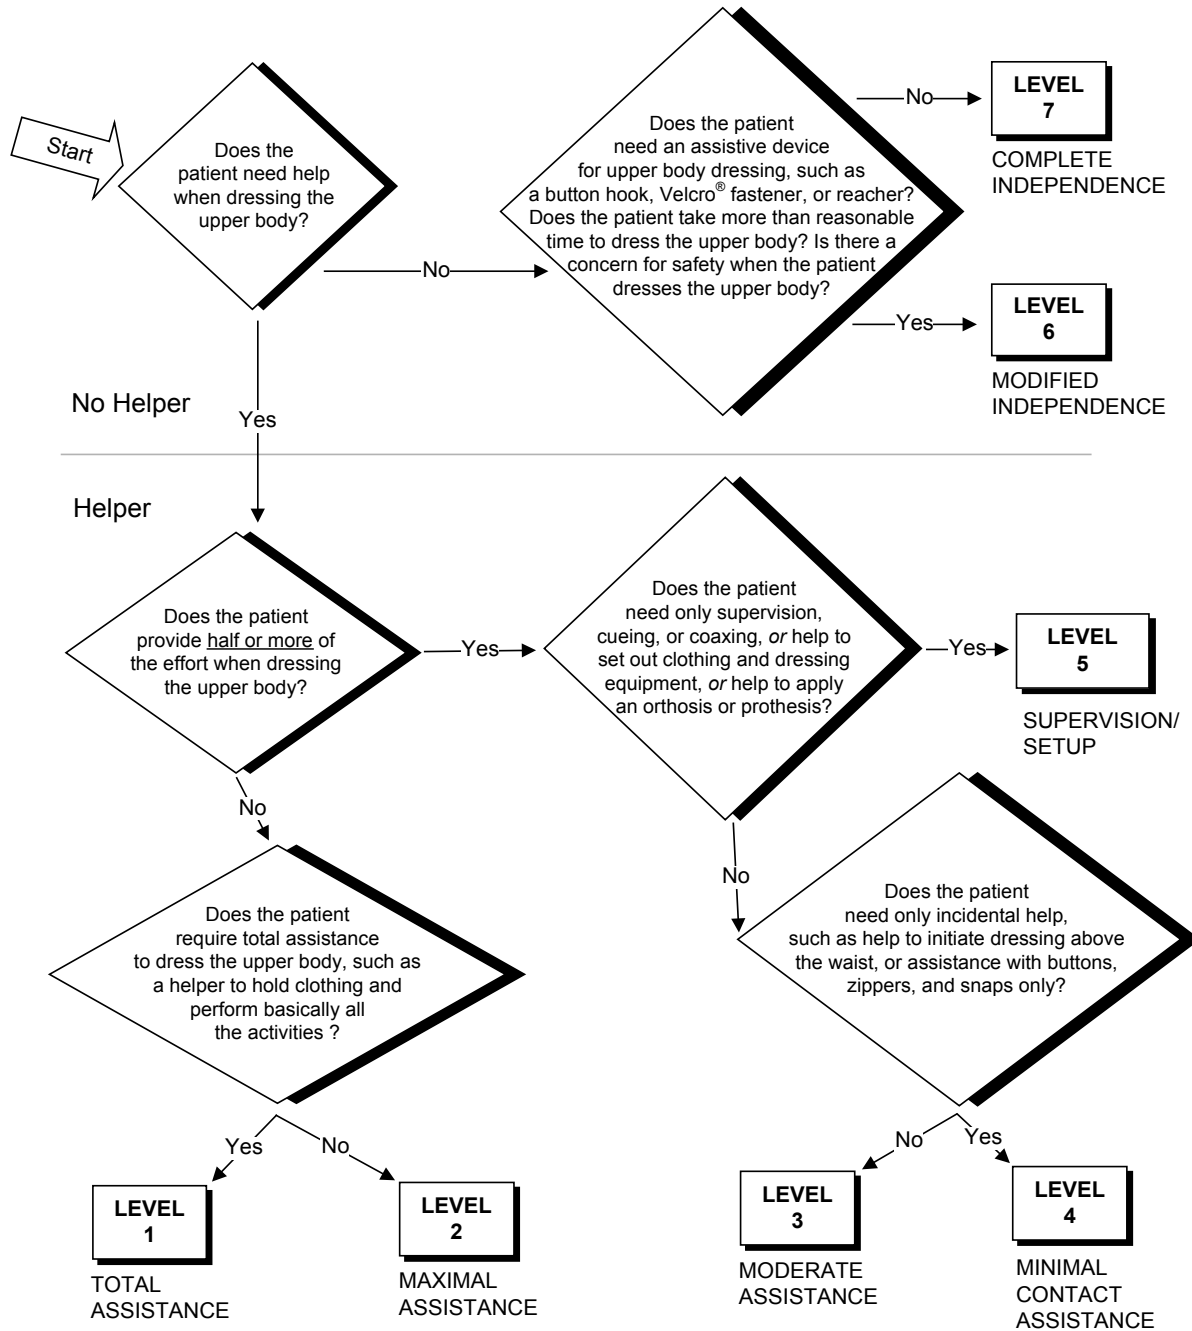 Start
Does the
patient need help
when dressing the
upper body?
No
Does the patient
need an assistive device
for upper body dressing, such as
a button hook, Velcro® fastener, or reacher?
Does the patient take more than reasonable
time to dress the upper body? Is there a
concern for safety when the patient
dresses the upper body?
No
LEVEL
7
COMPLETE
INDEPENDENCE
Yes
LEVEL
6
MODIFIED
INDEPENDENCE
No Helper
Yes
Helper
Does the patient
provide half or more of
the effort when dressing
the upper body?
Yes
Does the patient
need only supervision,
cueing, or coaxing, or help to
set out clothing and dressing
equipment, or help to apply
an orthosis or prothesis?
Yes
LEVEL
5
SUPERVISION/
SETUP
No
Does the patient
require total assistance
to dress the upper body, such as
a helper to hold clothing and
perform basically all
the activities ?
No
Does the patient
need only incidental help,
such as help to initiate dressing above
the waist, or assistance with buttons,
zippers, and snaps only?
Yes
No
LEVEL
1
TOTAL
ASSISTANCE
LEVEL
2
MAXIMAL
ASSISTANCE
No
Yes
LEVEL
3
MODERATE
ASSISTANCE
LEVEL
4
MINIMAL
CONTACT
ASSISTANCE